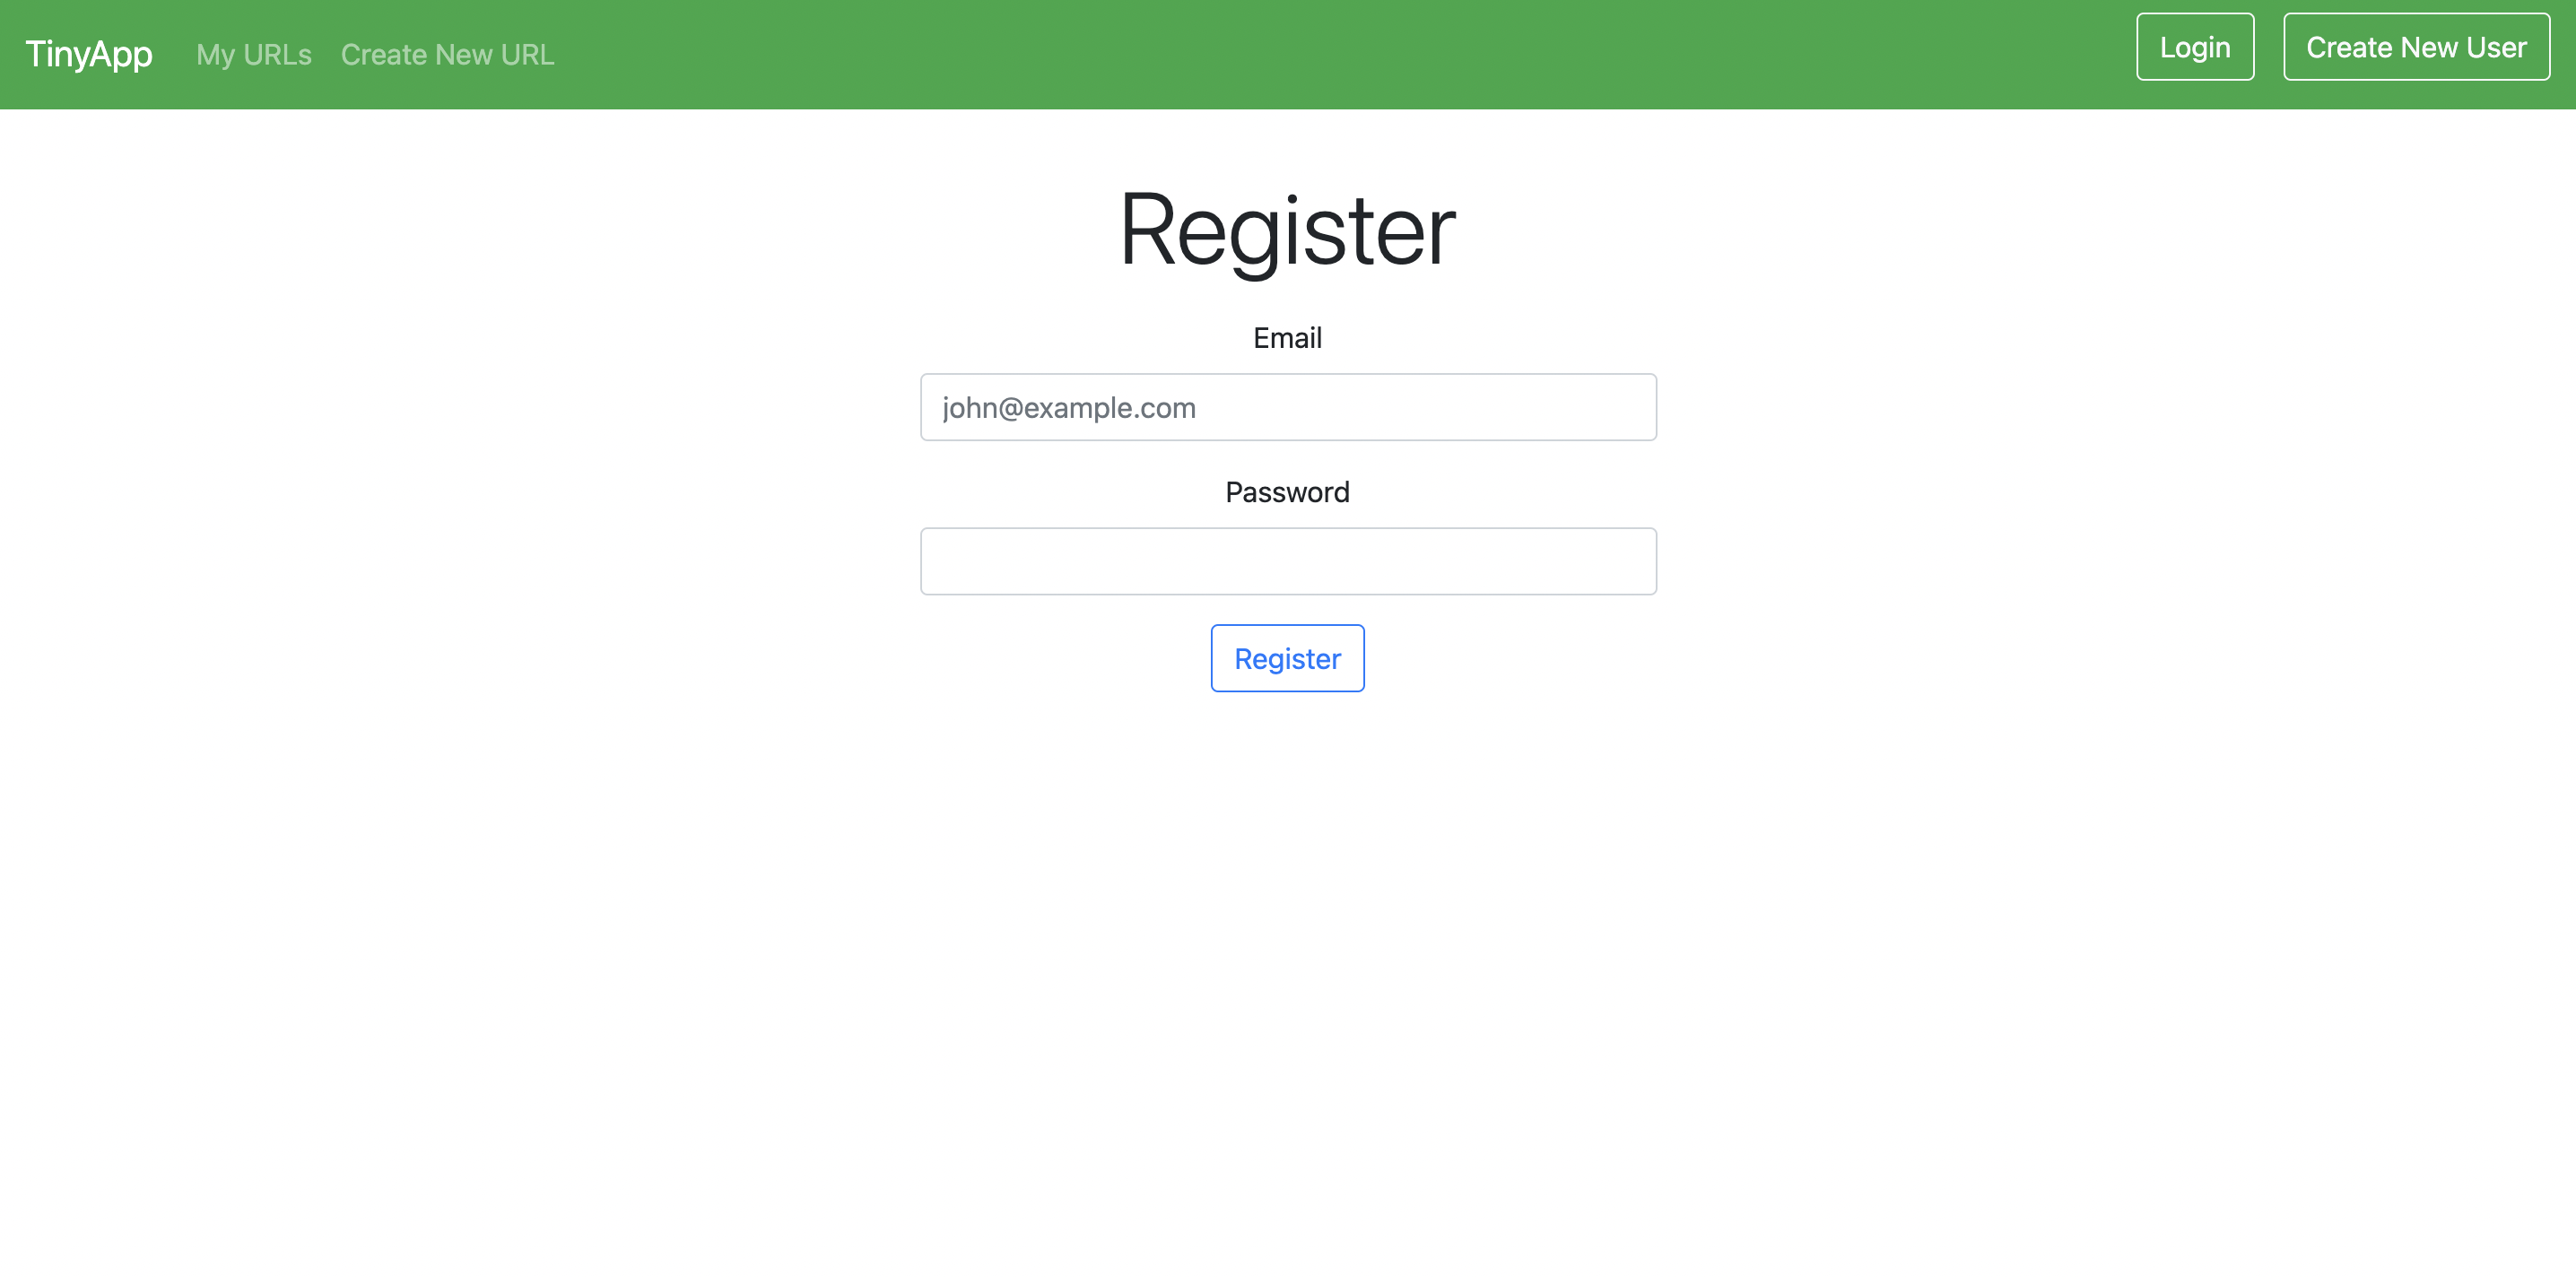 TinyApp My URLs Create New URL Login Create New User
Register
Email
john@example.com
Password
Register